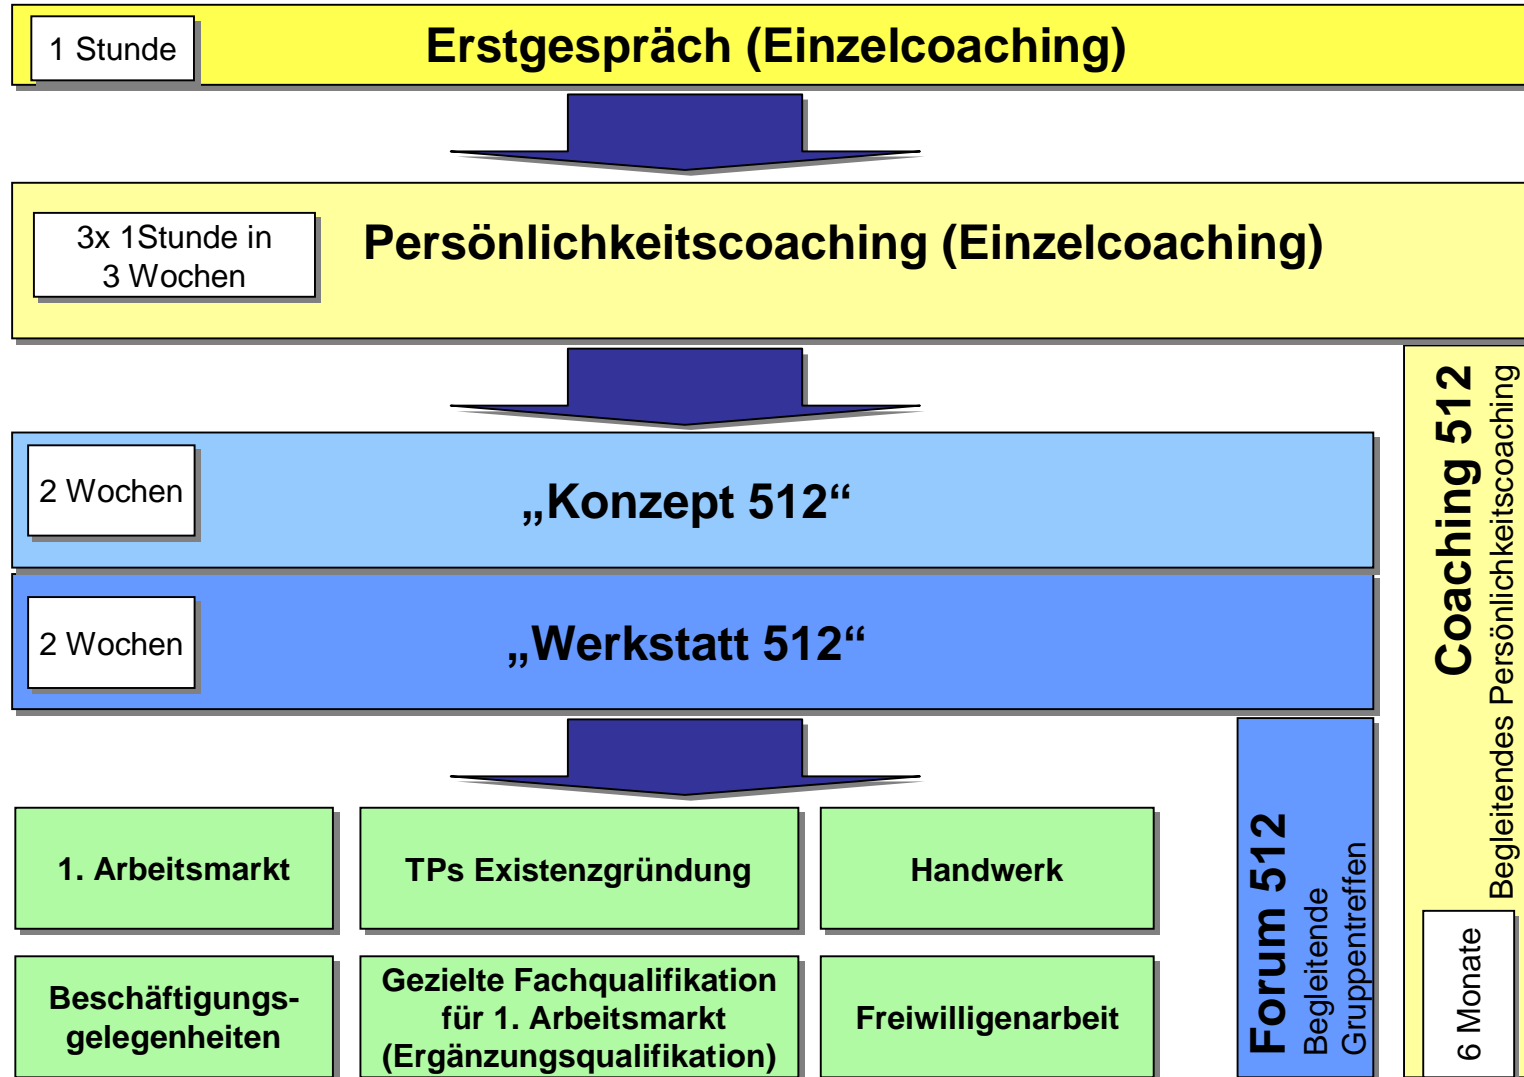 1 Stunde
Erstgespräch (Einzelcoaching)
3x 1Stunde in
3 Wochen
Persönlichkeitscoaching (Einzelcoaching)
2 Wochen
„Konzept 512“
2 Wochen
„Werkstatt 512“
1. Arbeitsmarkt
TPs Existenzgründung
Handwerk
Beschäftigungs-
gelegenheiten
Gezielte Fachqualifikation
für 1. Arbeitsmarkt
(Ergänzungsqualifikation)
Freiwilligenarbeit
Forum 512
Begleitende
Gruppentreffen
Coaching 512
Begleitendes Persönlichkeitscoaching
6 Monate